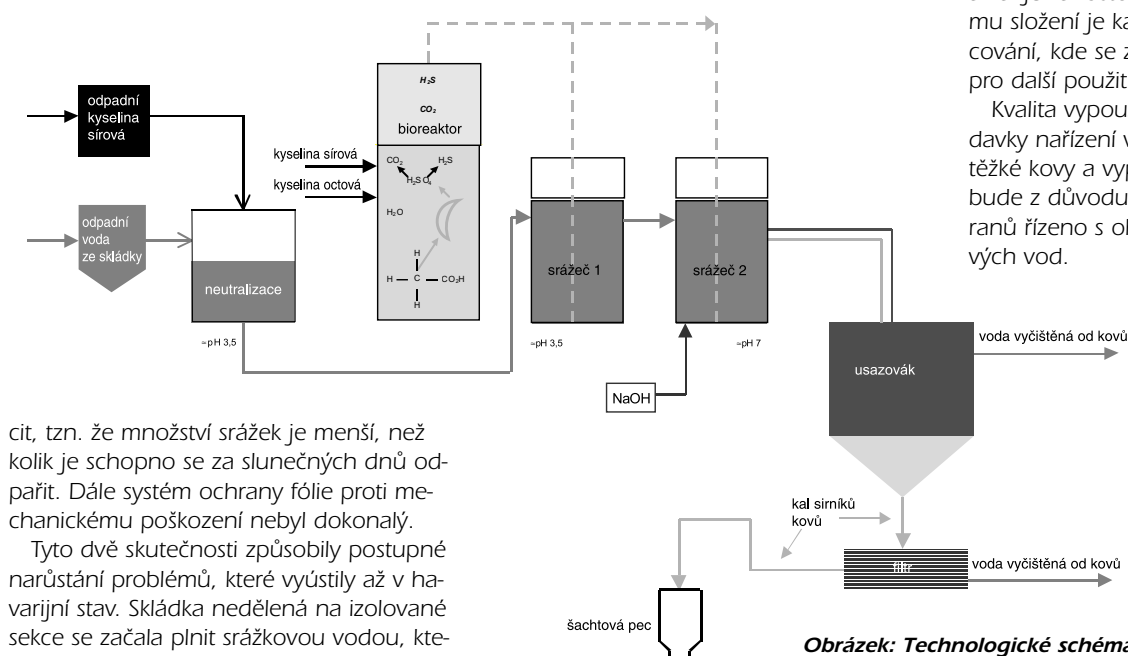 odpadní
kyselina
sírová
odpadní
voda
ze skládky
neutralizace
≈pH 3,5
kyselina sírová
kyselina octová
H₂S
CO₂
bioreaktor
CO₂ H₂S
H₂SO₄
H₂O
H
H — C — CO₂H
H
srážeč 1
≈pH 3,5
srážeč 2
≈pH 7
NaOH
usazovák
voda vyčištěná od kovů
kal sirníků
kovů
filtr
voda vyčištěná od kovů
šachtová pec
Obrázek: Technologické schéma
mu složení je
cování, kde se
pro další použit
Kvalita vypou
davky nařízení
těžké kovy a
bude z důvodu
ranů řízeno s
vých vod.
cit, tzn. že množství srážek je menší, než
kolik je schopno se za slunečných dnů od-
pařit. Dále systém ochrany fólie proti me-
chanickému poškození nebyl dokonalý.
Tyto dvě skutečnosti způsobily postupné
narůstání problémů, které vyústily až v ha-
varijní stav. Skládka nedělená na izolované
sekce se začala plnit srážkovou vodou, kte-